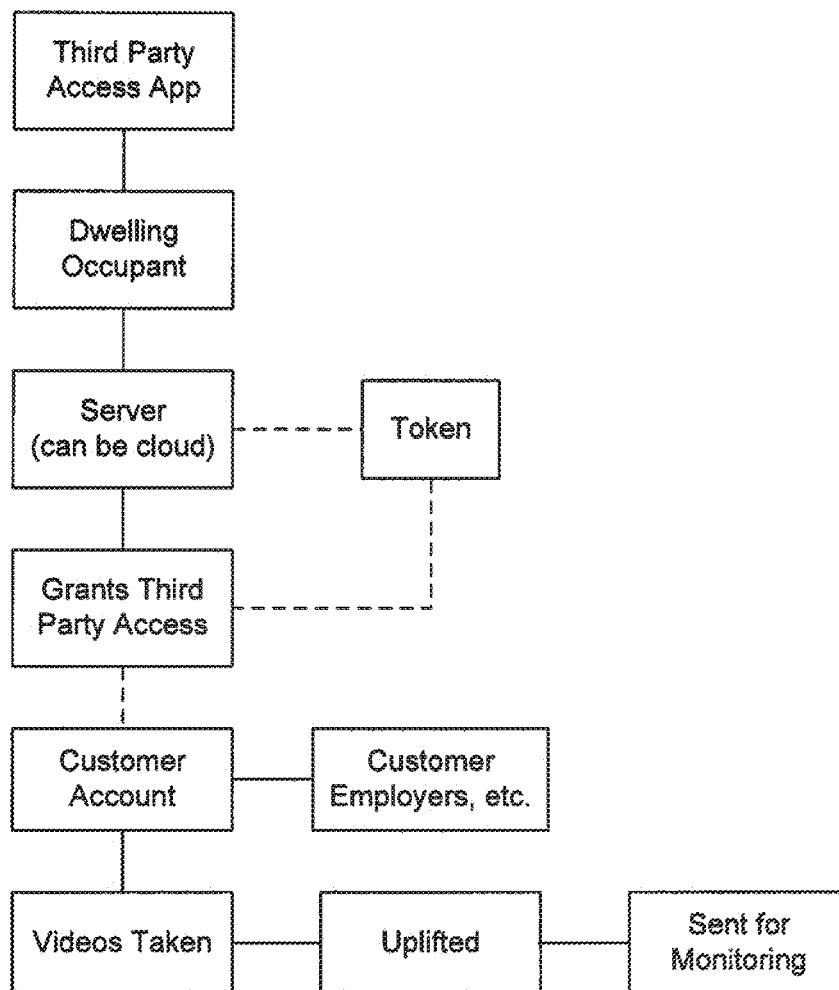 Third Party
Access App
Dwelling
Occupant
Server
(can be cloud)
Token
Grants Third
Party Access
Customer
Account
Customer
Employers, etc.
Videos Taken
Uplifted
Sent for
Monitoring